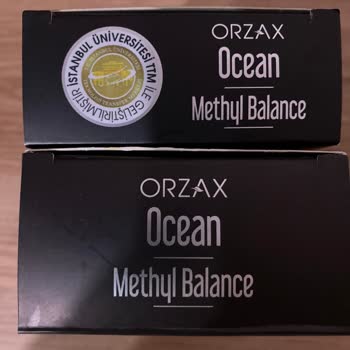 İSTANBUL ÜNİVERSİTESİ TTM İLE GELİŞTİRİLMİŞTİR
ORZAX
Ocean
Methyl Balance
ORZAX
Ocean
Methyl Balance